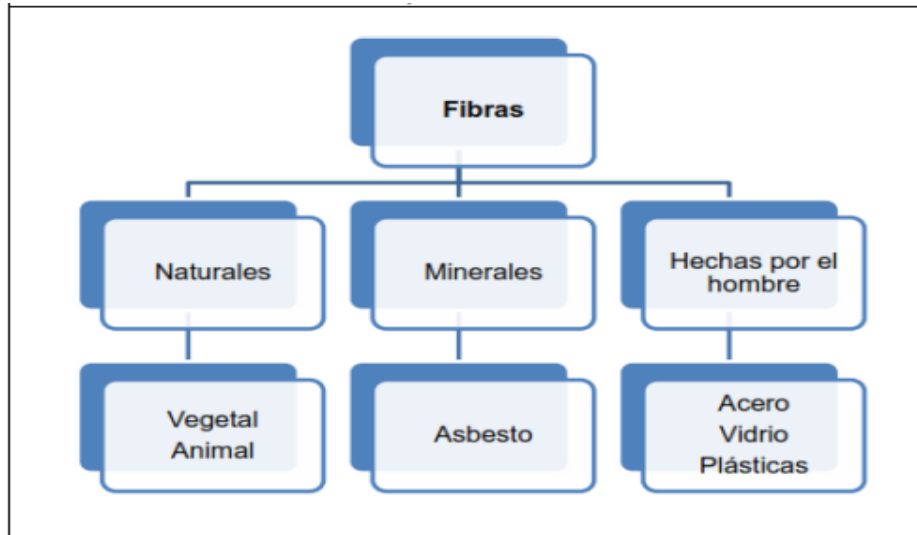 Fibras
Naturales
Minerales
Hechas por el
hombre
Vegetal
Animal
Asbesto
Acero
Vidrio
Plásticas